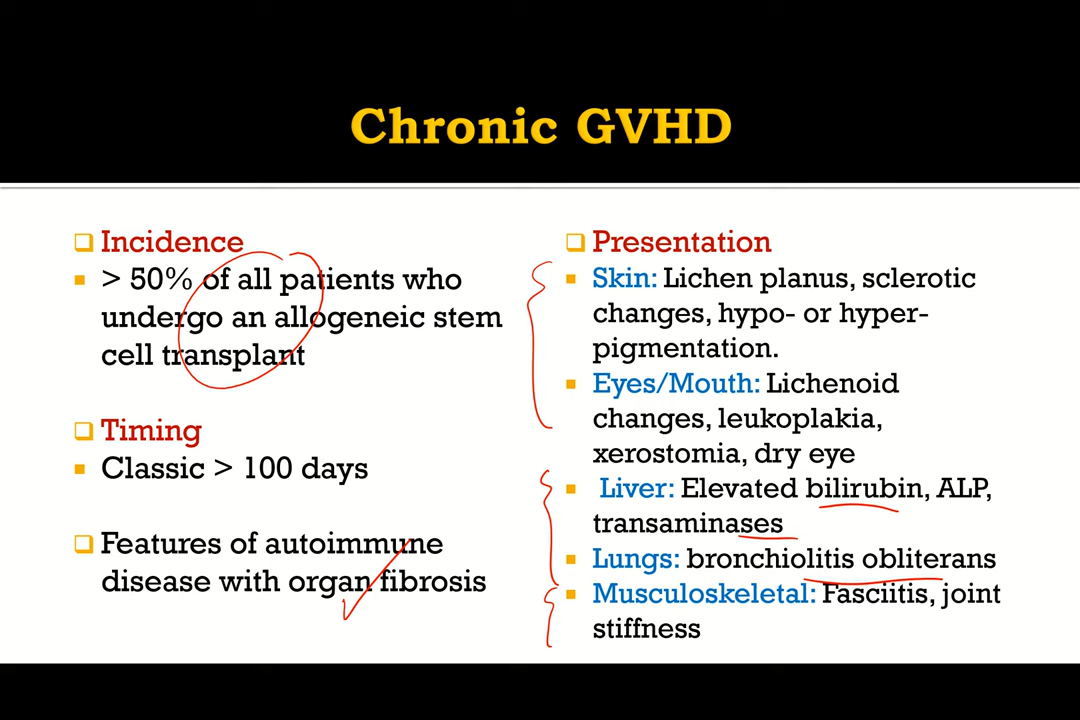 Chronic GVHD
Incidence
> 50% of all patients who
undergo an allogeneic stem
cell transplant
Timing
Classic > 100 days
Features of autoimmune
disease with organ fibrosis
Presentation
Skin: Lichen planus, sclerotic
changes, hypo- or hyper-
pigmentation.
Eyes/Mouth: Lichenoid
changes, leukoplakia,
xerostomia, dry eye
Liver: Elevated bilirubin, ALP,
transaminases
Lungs: bronchiolitis obliterans
Musculoskeletal: Fasciitis, joint
stiffness